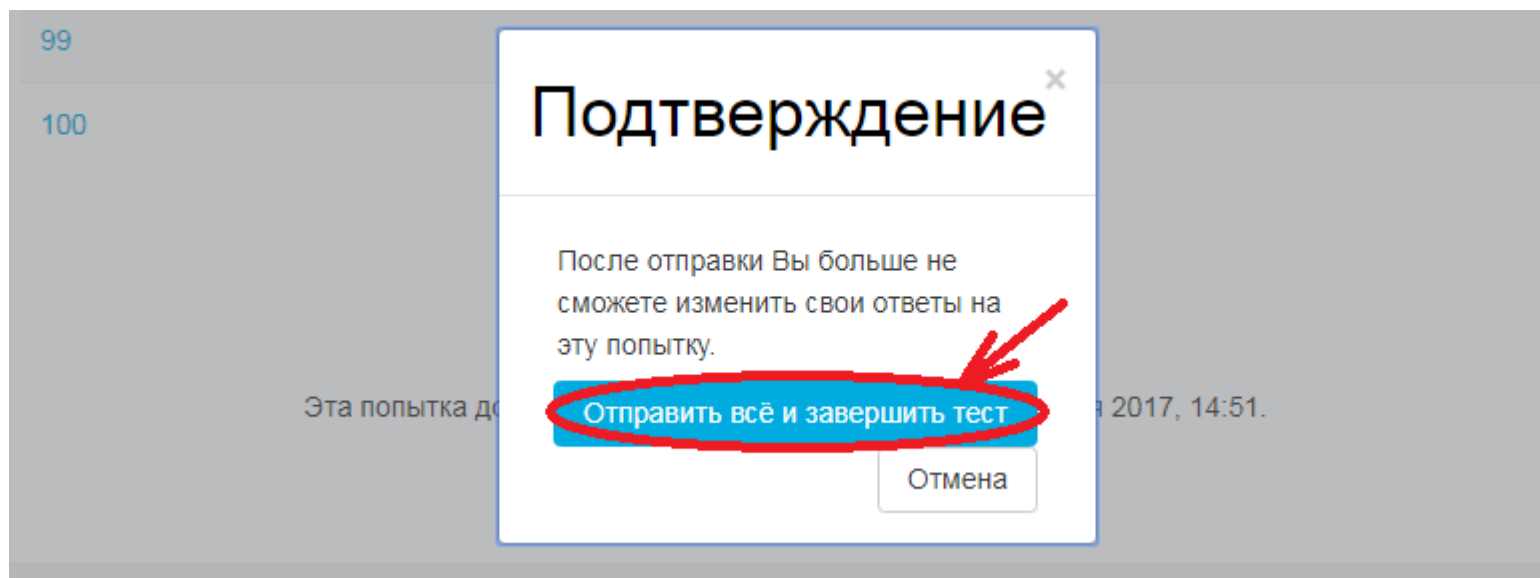 99
100
Подтверждение
×
После отправки Вы больше не
сможете изменить свои ответы на
эту попытку.
Эта попытка
Отправить всё и завершить тест
2017, 14:51.
Отмена